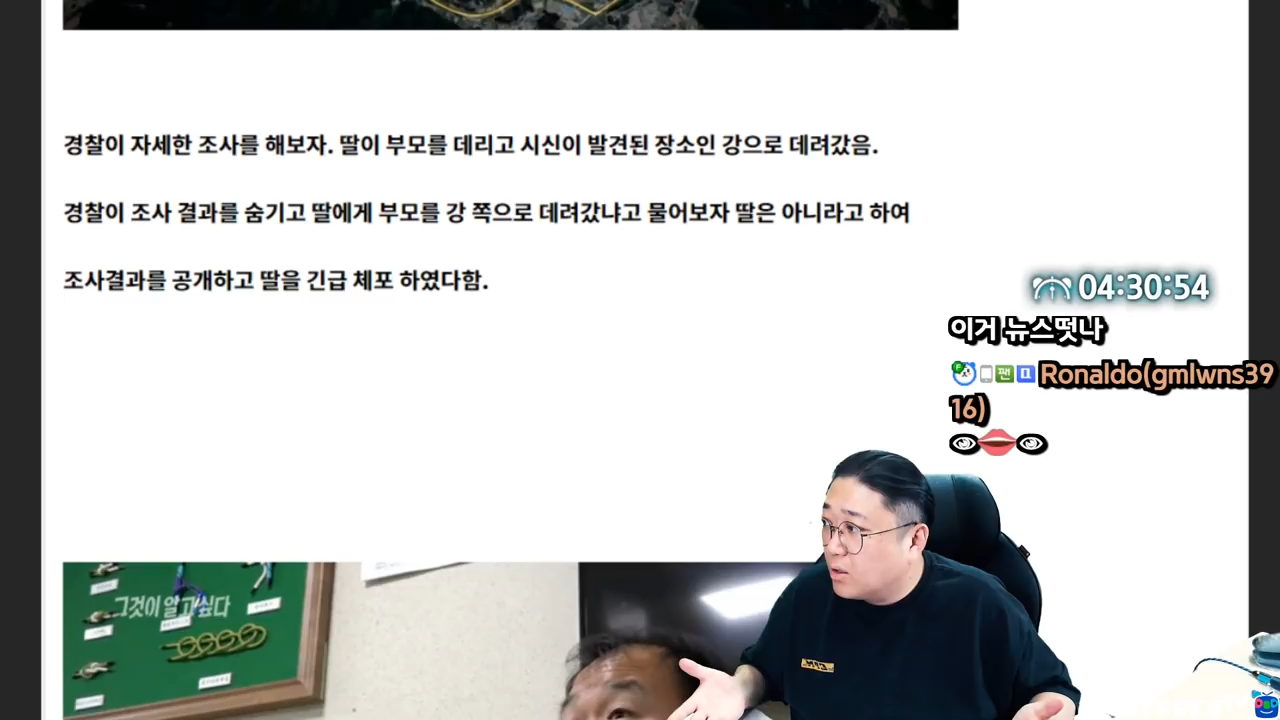 경찰이 자세한 조사를 해보자. 딸이 부모를 데리고 시신이 발견된 장소인 강으로 데려갔음.
경찰이 조사 결과를 숨기고 딸에게 부모를 강 쪽으로 데려갔냐고 물어보자 딸은 아니라고 하여
조사결과를 공개하고 딸을 긴급 체포 하였다함.
04:30:54
이거 뉴스떳나
팬 Ronaldo(gmlwns39
16)
그것이 알고싶다